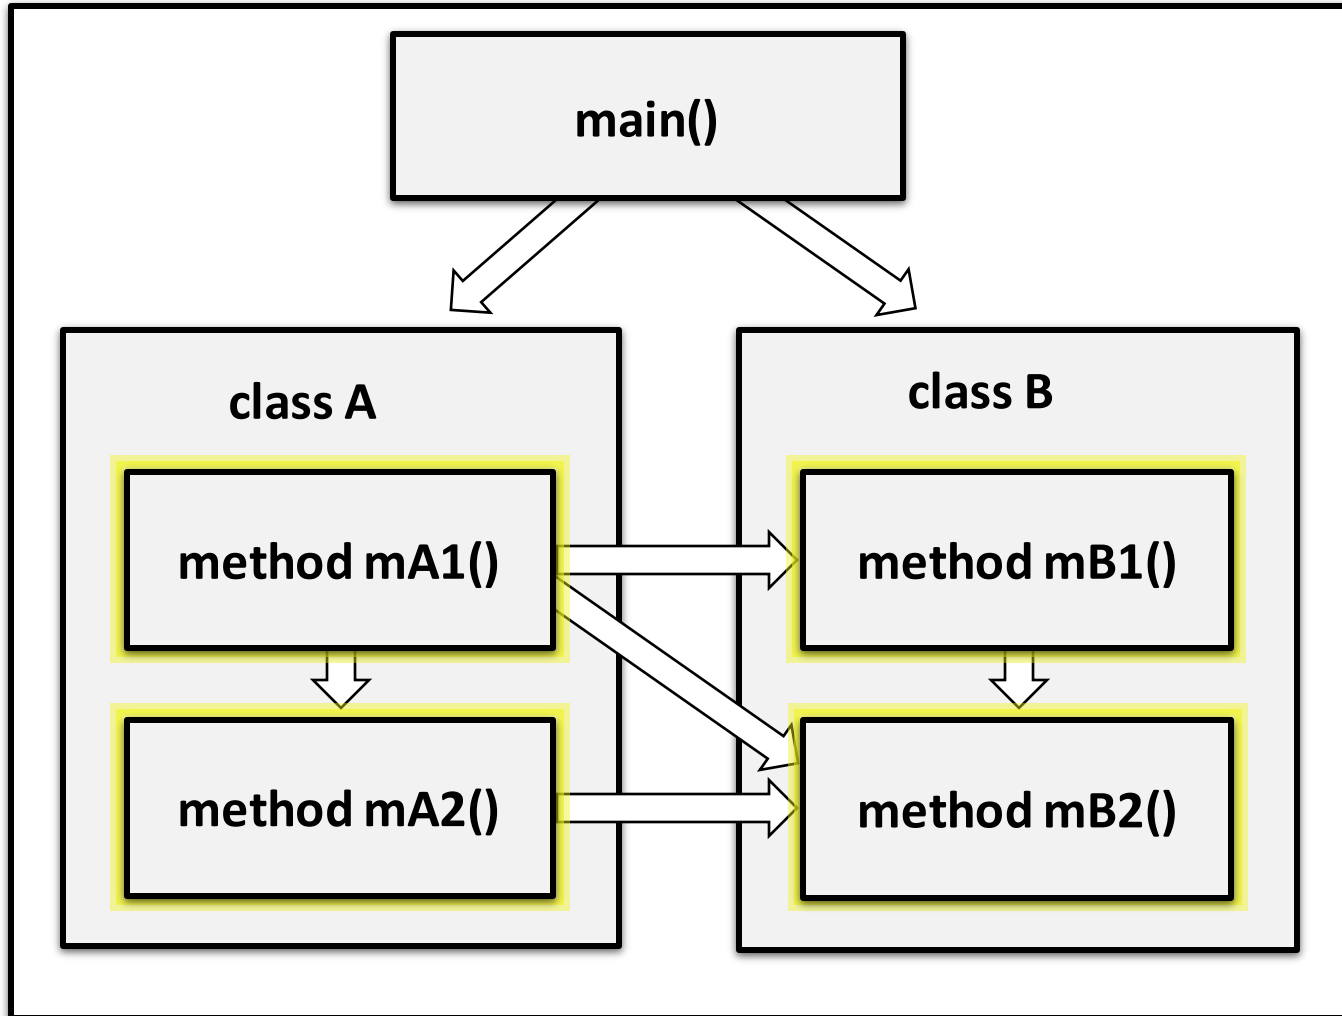 main()
class A
class B
method mA1()
method mB1()
method mA2()
method mB2()